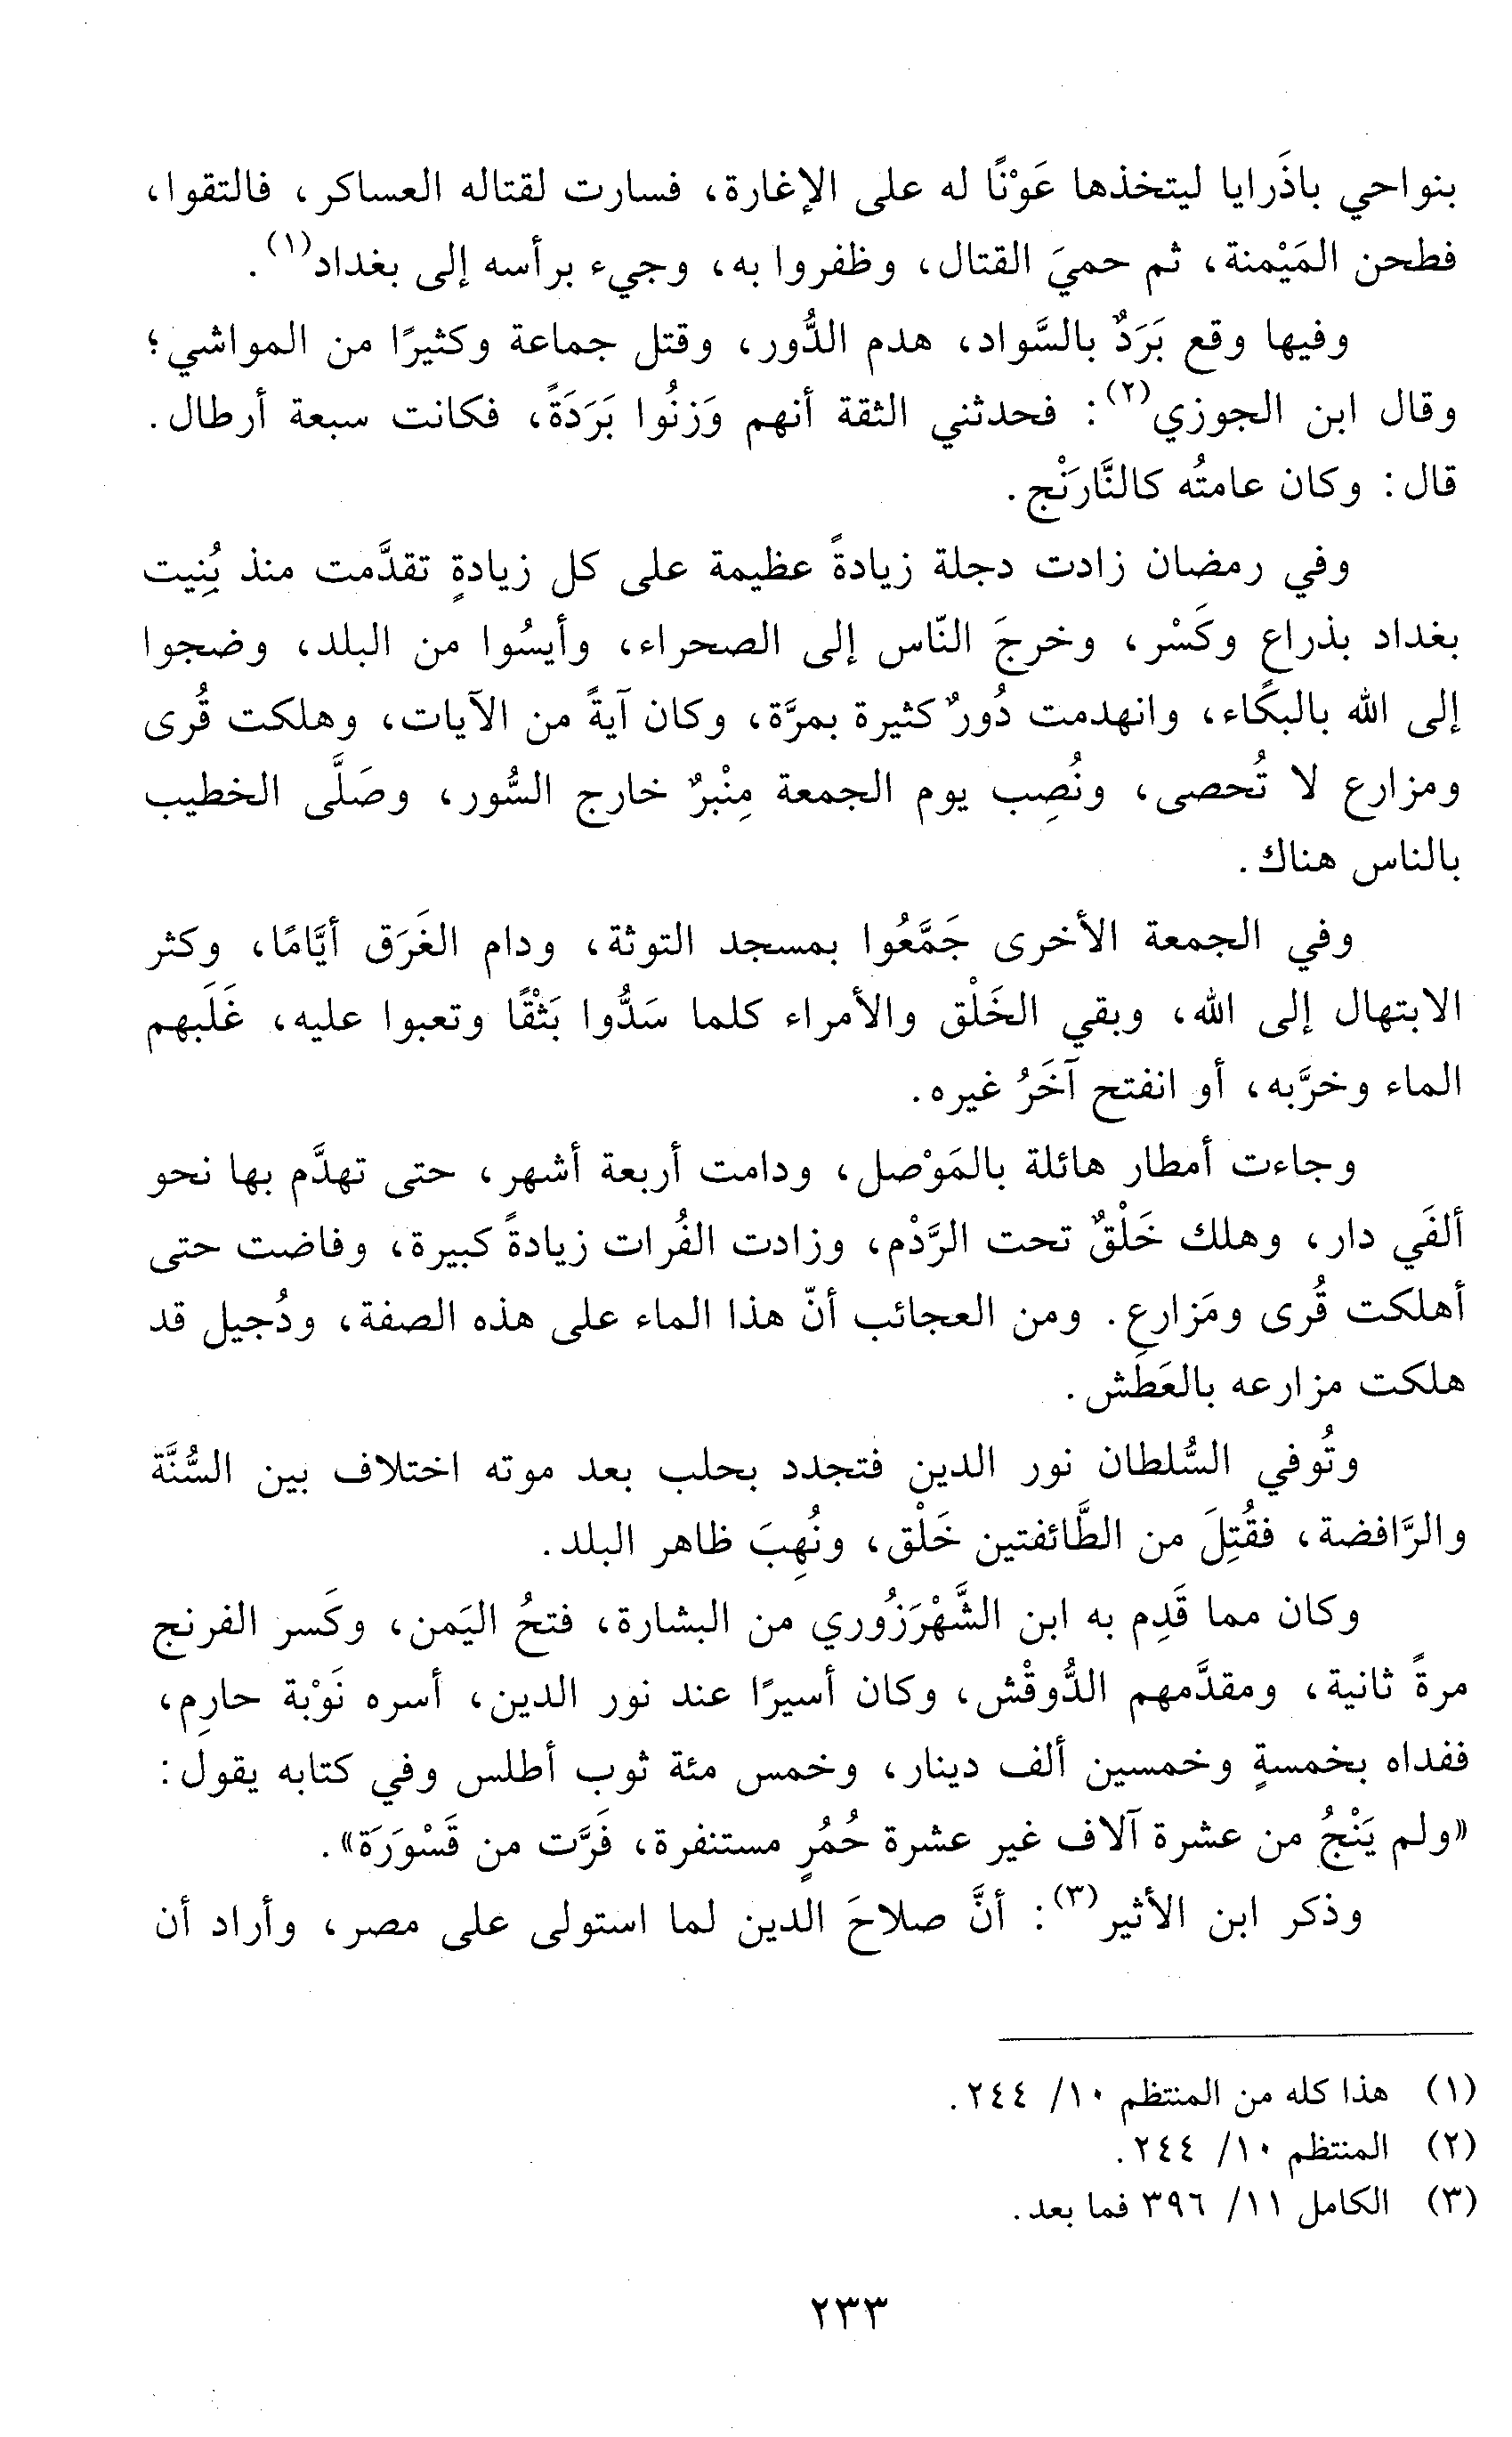 بنواحي باذَرايا ليتخذها عَوْنًا له على الإغارة، فسارت لقتاله العساكر، فالتقوا،
فطحن المَيْمنة، ثم حميَ القتال، وظفروا به، وجيء برأسه إلى بغداد(١).
وفيها وقع بَرَدٌ بالسَّواد، هدم الدُّور، وقتل جماعة وكثيرًا من المواشي؛
وقال ابن الجوزي(٢): فحدثني الثقة أنهم وَزنُوا بَرَدَةً، فكانت سبعة أرطال.
قال: وكان عامتُه كالنَّارَنْج.
وفي رمضان زادت دجلة زيادةً عظيمة على كل زيادةٍ تقدَّمت منذ بُنِيت
بغداد بذراع وكَسْر، وخرجَ النّاس إلى الصحراء، وأيسُوا من البلد، وضجوا
إلى الله بالبكاء، وانهدمت دُورٌ كثيرة بمرَّة، وكان آيةً من الآيات، وهلكت قُرى
ومزارع لا تُحصى، ونُصِب يوم الجمعة مِنْبرٌ خارج السُّور، وصَلَّى الخطيب
بالناس هناك.
وفي الجمعة الأخرى جَمَّعُوا بمسجد التوثة، ودام الغَرَق أيَّامًا، وكثر
الابتهال إلى الله، وبقي الخَلْق والأمراء كلما سَدُّوا بَثْقًا وتعبوا عليه، غَلَبهم
الماء وخرَّبه، أو انفتح آخَرُ غيره.
وجاءت أمطار هائلة بالمَوْصل، ودامت أربعة أشهر، حتى تهدَّم بها نحو
ألفَي دار، وهلك خَلْقٌ تحت الرَّدْم، وزادت الفُرات زيادةً كبيرة، وفاضت حتى
أهلكت قُرى ومَزارع. ومن العجائب أنّ هذا الماء على هذه الصفة، ودُجيل قد
هلكت مزارعه بالعَطَش.
وتُوفي السُّلطان نور الدين فتجدد بحلب بعد موته اختلاف بين السُّنَّة
والرَّافضة، فقُتِلَ من الطَّائفتين خَلْق، ونُهِبَ ظاهر البلد.
وكان مما قَدِم به ابن الشَّهْرَزُوري من البشارة، فتحُ اليَمن، وكَسر الفرنج
مرةً ثانية، ومقدَّمهم الدُّوقْش، وكان أسيرًا عند نور الدين، أسره نَوْبة حارِم،
ففداه بخمسةٍ وخمسين ألف دينار، وخمس مئة ثوب أطلس وفي كتابه يقول:
«ولم يَنْجُ من عشرة آلاف غير عشرة حُمُرٍ مستنفرة، فَرَّت من قَسْوَرَة».
وذكر ابن الأثير(٣): أنَّ صلاحَ الدين لما استولى على مصر، وأراد أن
(١) هذا كله من المنتظم ١٠/ ٢٤٤.
(٢) المنتظم ١٠/ ٢٤٤.
(٣) الكامل ١١/ ٣٩٦ فما بعد.
٢٣٣